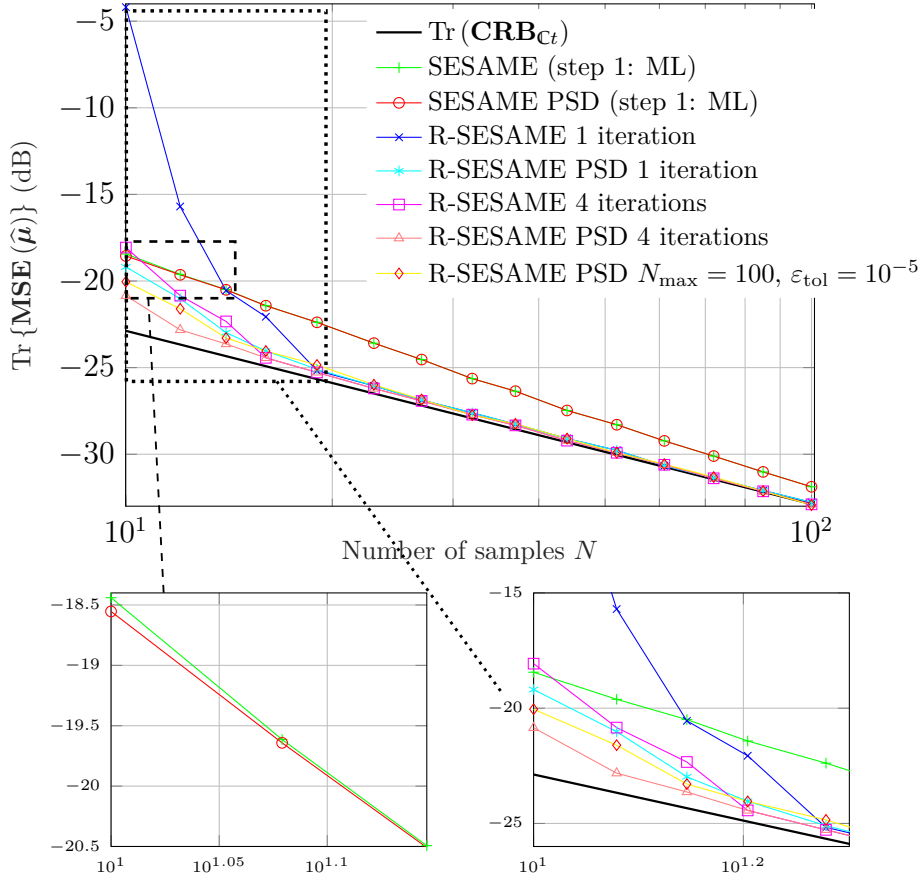 −5
−10
−15
−20
−25
−30
Tr {MSE (μ̂)} (dB)
Tr (CRB_ℂt)
SESAME (step 1: ML)
SESAME PSD (step 1: ML)
R-SESAME 1 iteration
R-SESAME PSD 1 iteration
R-SESAME 4 iterations
R-SESAME PSD 4 iterations
R-SESAME PSD N_max = 100, ε_tol = 10^−5
10^1
10^2
Number of samples N
−18.5
−19
−19.5
−20
−20.5
10^1
10^1.05
10^1.1
−15
−20
−25
10^1
10^1.2